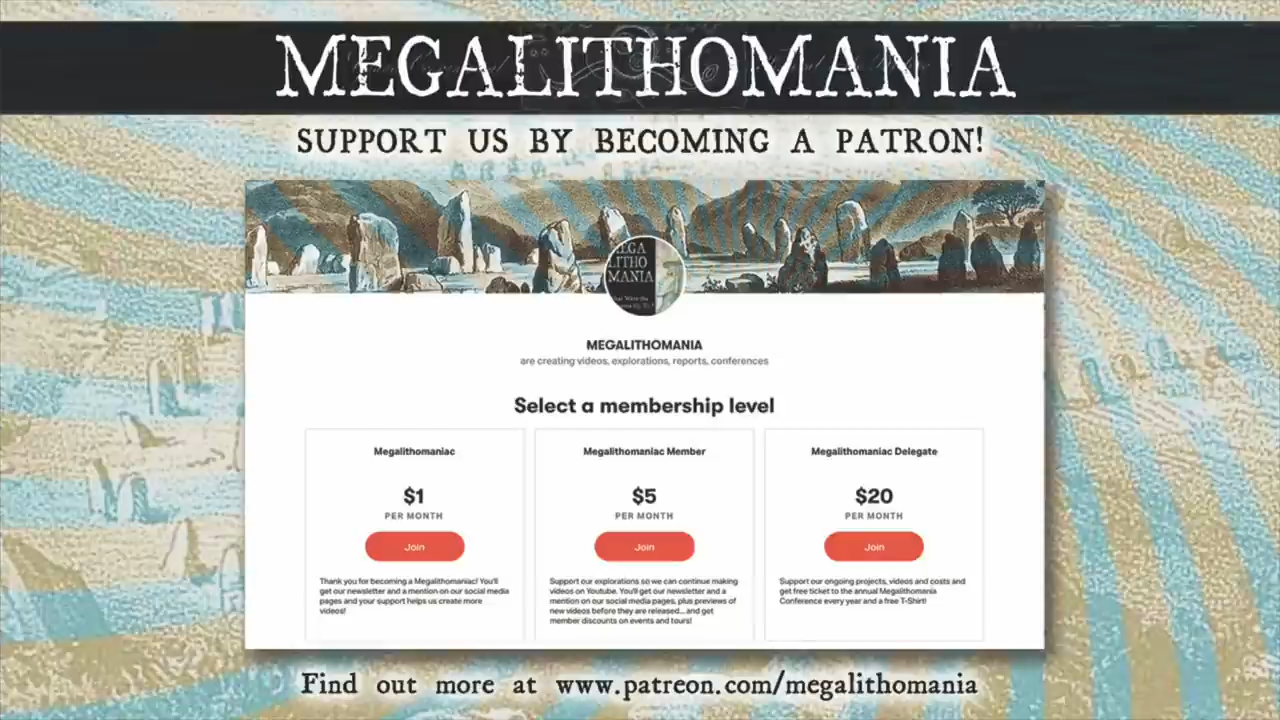 MEGALITHOMANIA
SUPPORT US BY BECOMING A PATRON!
MEGA
LITHO
MANIA
MEGALITHOMANIA
are creating videos, explorations, reports, conferences
Select a membership level
Megalithomaniac
$1
PER MONTH
Join
Thank you for becoming a Megalithomaniac! You'll
get our newsletter and a mention on our social media
pages and your support helps us create more
videos!
Megalithomaniac Member
$5
PER MONTH
Join
Support our explorations so we can continue making
videos on Youtube. You'll get our newsletter and a
mention on our social media pages, plus previews of
new videos before they are released... and get
member discounts on events and tours!
Megalithomaniac Delegate
$20
PER MONTH
Join
Support our ongoing projects, videos and costs and
get free ticket to the annual Megalithomania
Conference every year and a free T-Shirt!
Find out more at www.patreon.com/megalithomania